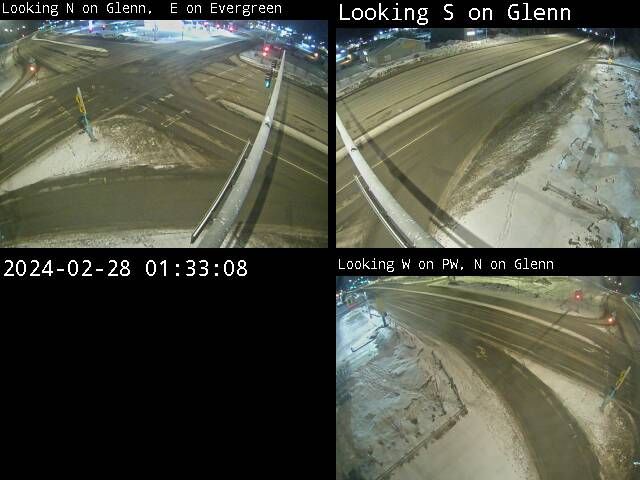 Looking N on Glenn,  E on Evergreen
Looking S on Glenn
2024-02-28 01:33:08
Looking W on PW, N on Glenn